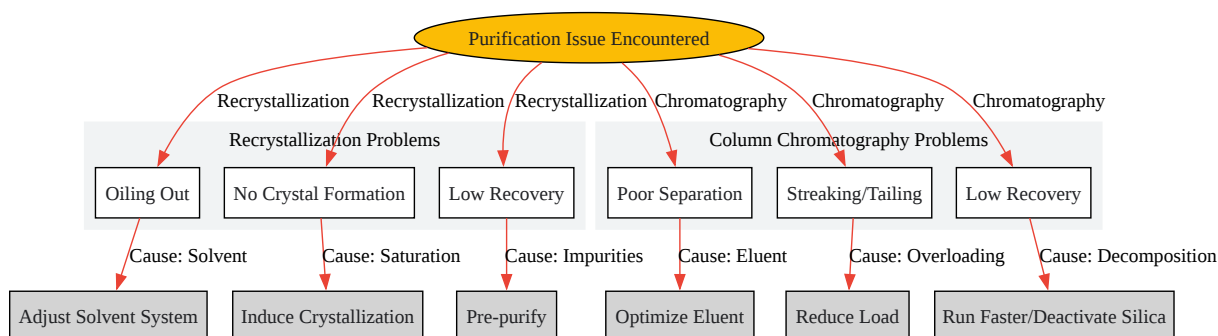 Purification Issue Encountered
Recrystallization
Recrystallization
Recrystallization
Chromatography
Chromatography
Chromatography
Recrystallization Problems
Column Chromatography Problems
Oiling Out
No Crystal Formation
Low Recovery
Poor Separation
Streaking/Tailing
Low Recovery
Cause: Solvent
Cause: Saturation
Cause: Impurities
Cause: Eluent
Cause: Overloading
Cause: Decomposition
Adjust Solvent System
Induce Crystallization
Pre-purify
Optimize Eluent
Reduce Load
Run Faster/Deactivate Silica